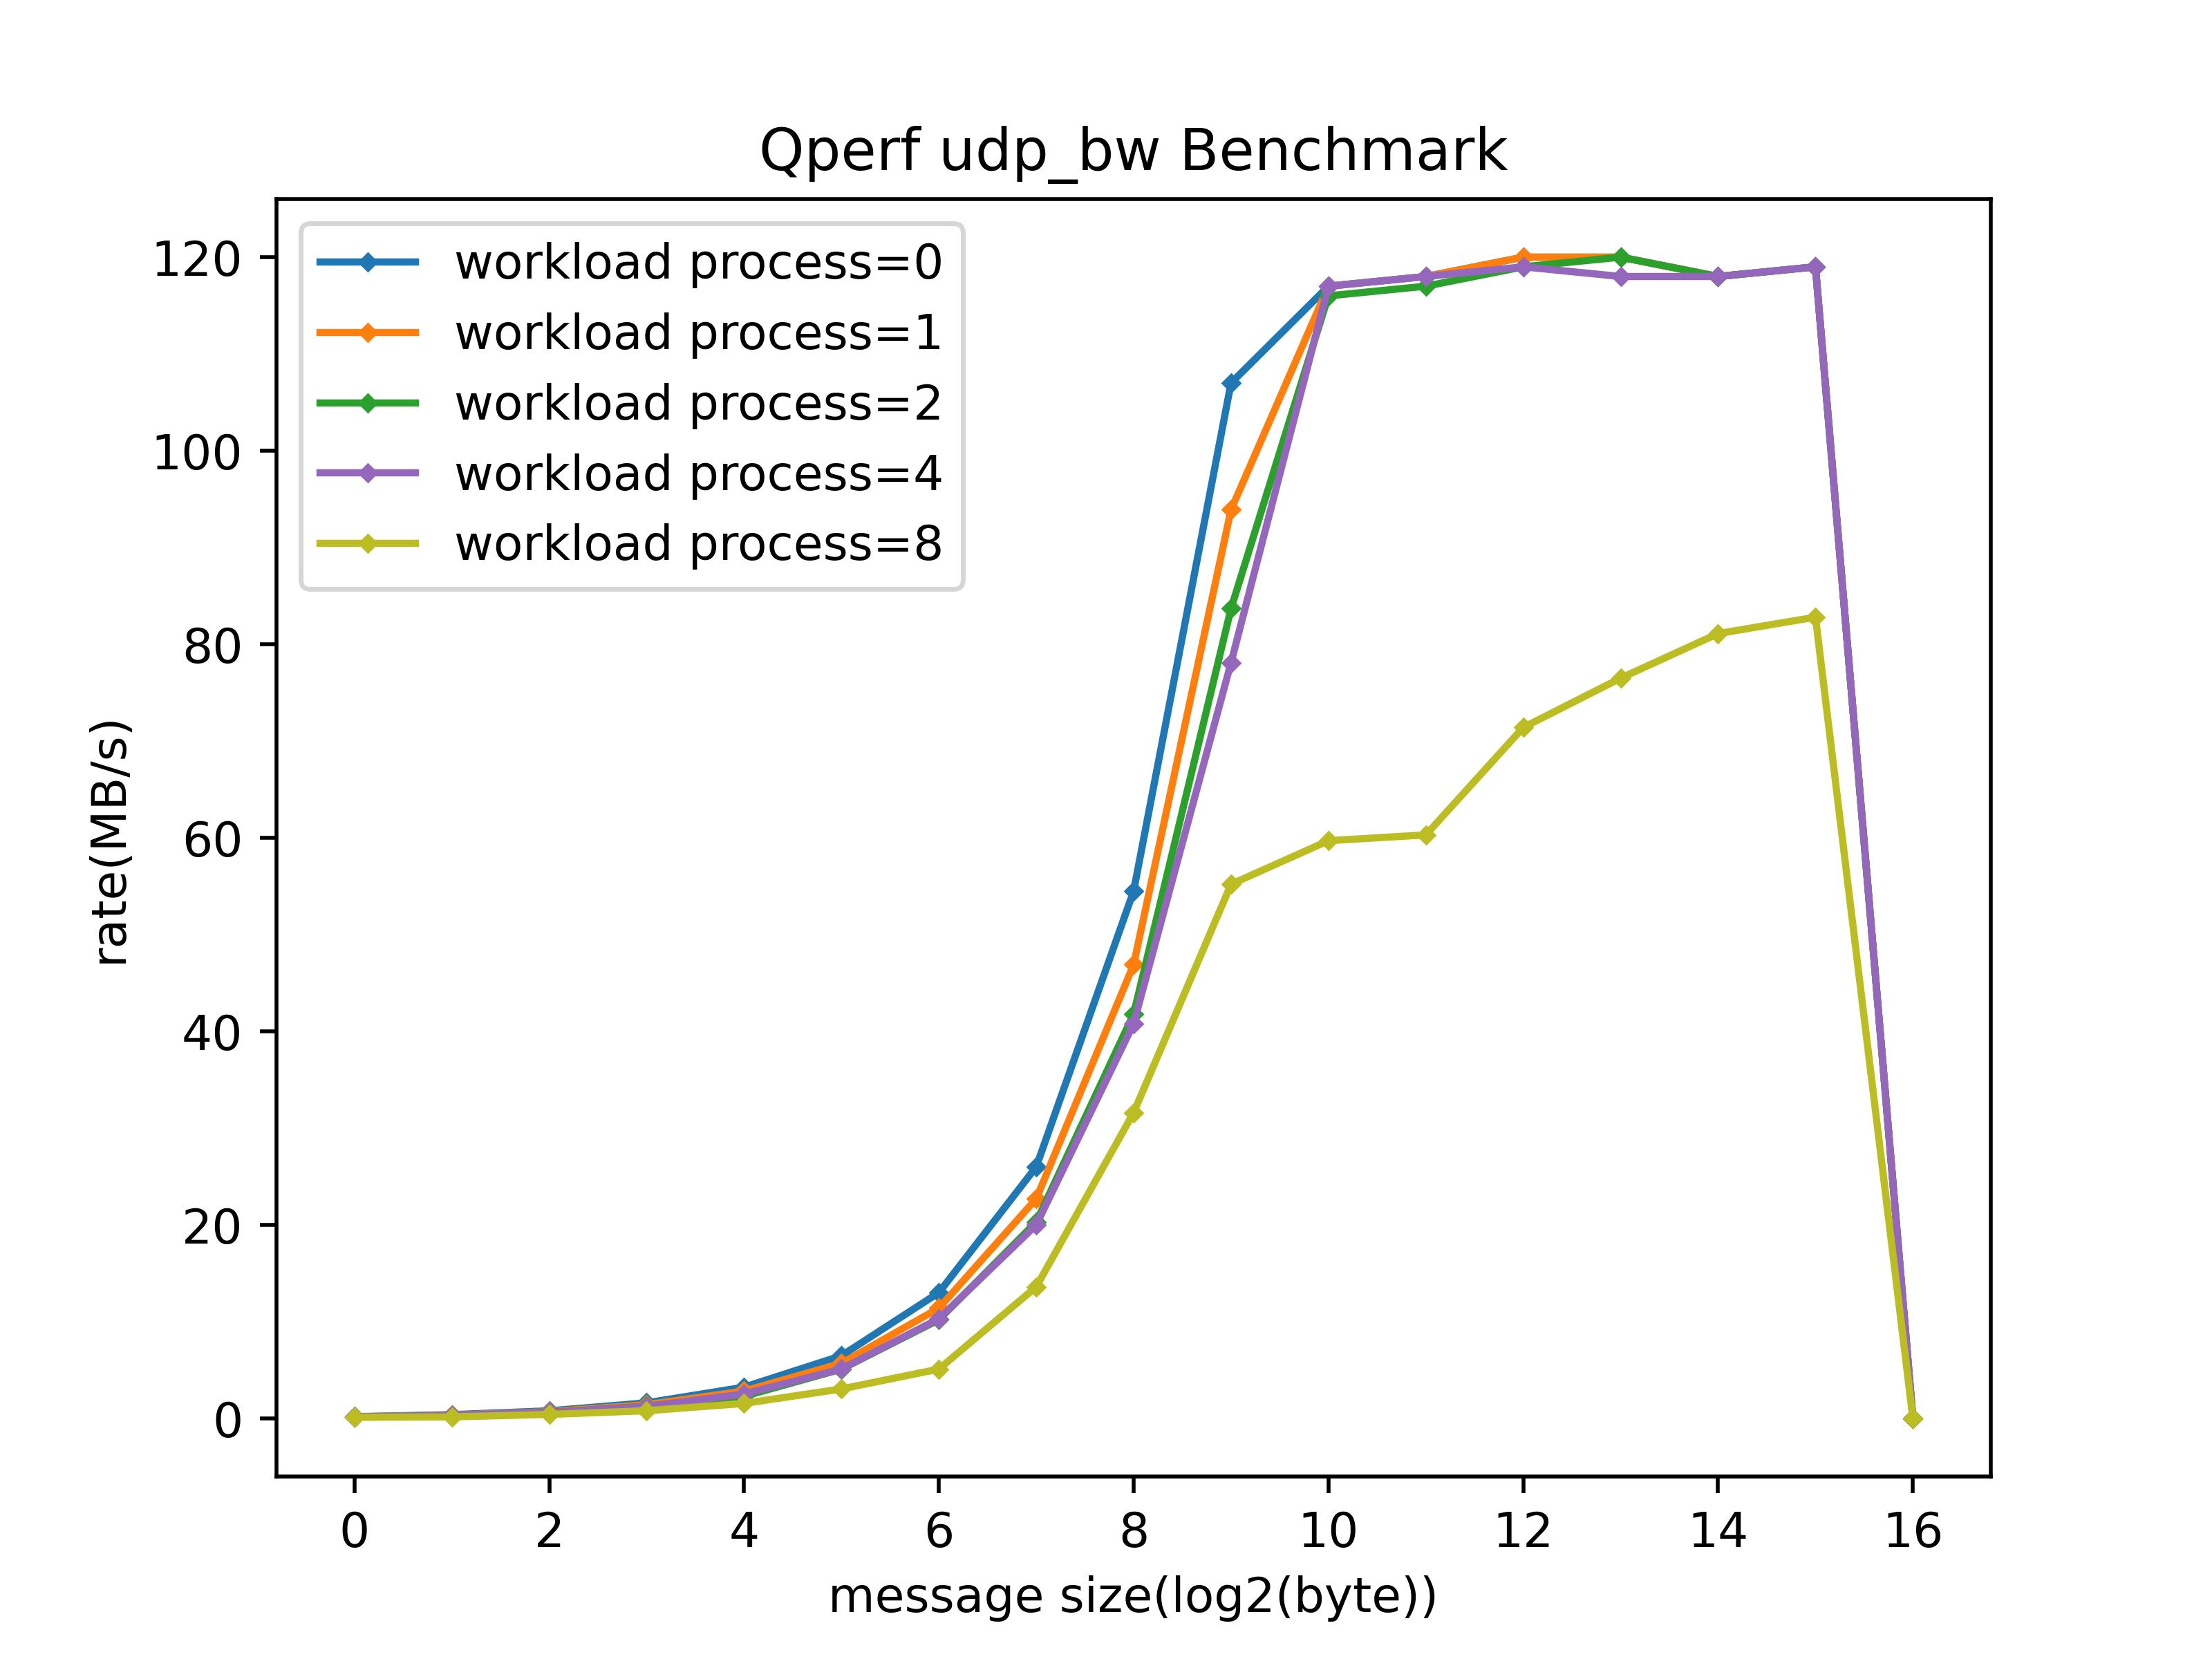 Qperf udp_bw Benchmark
workload process=0
workload process=1
workload process=2
workload process=4
workload process=8
rate(MB/s)
120
100
80
60
40
20
0
0 2 4 6 8 10 12 14 16
message size(log2(byte))